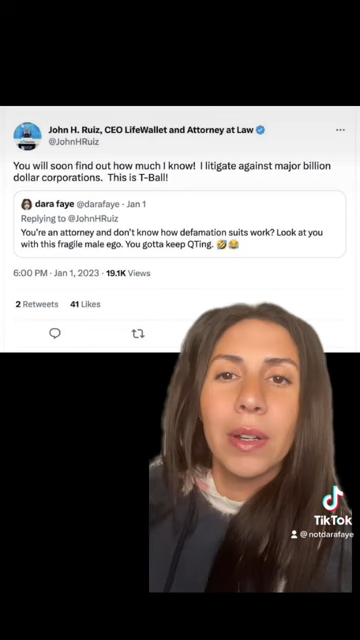 John H. Ruiz, CEO LifeWallet and Attorney at Law
@JohnHRuiz
You will soon find out how much I know!  I litigate against major billion
dollar corporations.  This is T-Ball!
dara faye @darafaye · Jan 1
Replying to @JohnHRuiz
You're an attorney and don't know how defamation suits work? Look at you
with this fragile male ego. You gotta keep QTing. 🤣😂
6:00 PM · Jan 1, 2023 · 19.1K Views
2 Retweets 41 Likes
TikTok
@notdarafaye